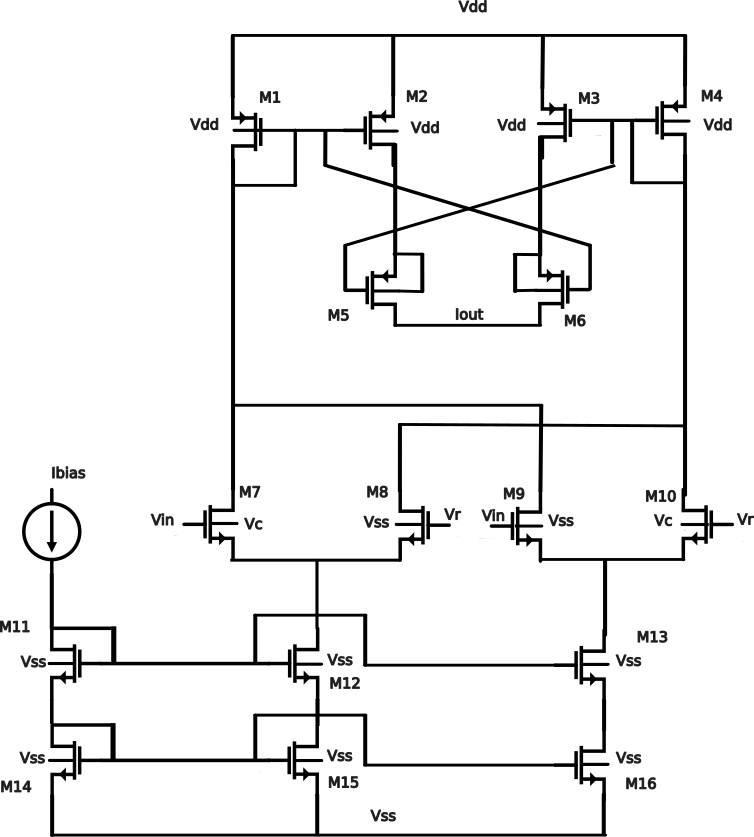 Vdd
M1
M2
M3
M4
Vdd
Vdd
Vdd
Vdd
M5
Iout
M6
Ibias
M7
M8
M9
M10
Vin
Vc
Vss
Vr
Vin
Vss
Vc
Vr
M11
M13
Vss
Vss
Vss
M12
Vss
Vss
Vss
M14
M15
M16
Vss